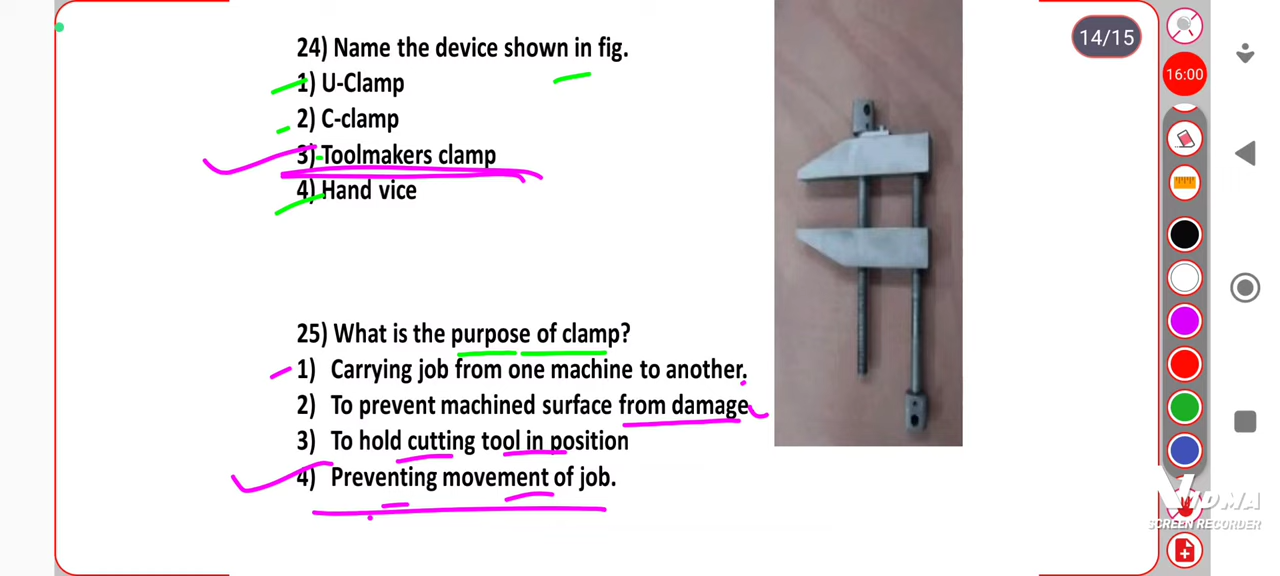 14/15
16:00
24) Name the device shown in fig.
1) U-Clamp
2) C-clamp
3) Toolmakers clamp
4) Hand vice
25) What is the purpose of clamp?
1) Carrying job from one machine to another.
2) To prevent machined surface from damage
3) To hold cutting tool in position
4) Preventing movement of job.
SCREEN RECORDER